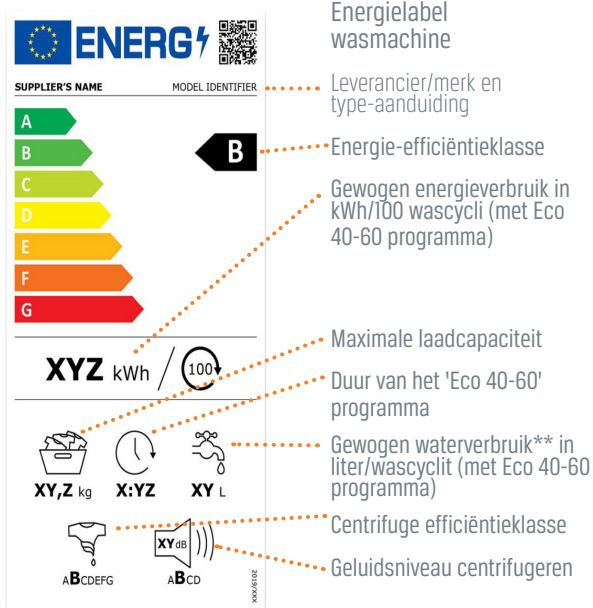 Energielabel
wasmachine
ENERG
SUPPLIER'S NAME MODEL IDENTIFIER
Leverancier/merk en
type-aanduiding
A
B
C
D
E
F
G
B
Energie-efficiëntieklasse
Gewogen energieverbruik in
kWh/100 wascycli (met Eco
40-60 programma)
XYZ kWh / 100
Maximale laadcapaciteit
Duur van het 'Eco 40-60'
programma
Gewogen waterverbruik** in
liter/wascyclit (met Eco 40-60
programma)
XY,Z kg X:YZ XY L
Centrifuge efficiëntieklasse
XY dB
Geluidsniveau centrifugeren
ABCDEFG ABCD
2019/XXX